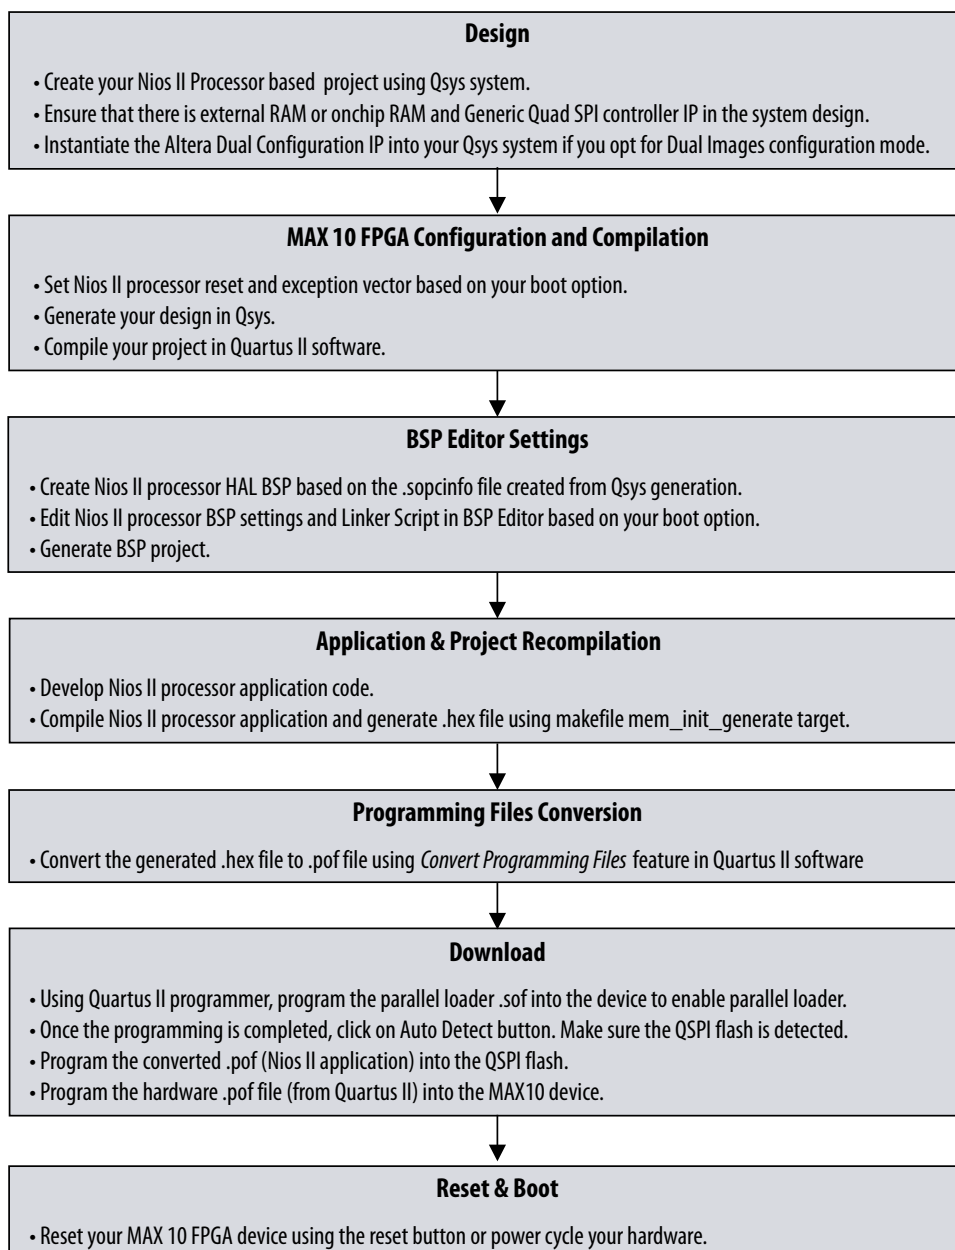 Design
• Create your Nios II Processor based project using Qsys system.
• Ensure that there is external RAM or onchip RAM and Generic Quad SPI controller IP in the system design.
• Instantiate the Altera Dual Configuration IP into your Qsys system if you opt for Dual Images configuration mode.
MAX 10 FPGA Configuration and Compilation
• Set Nios II processor reset and exception vector based on your boot option.
• Generate your design in Qsys.
• Compile your project in Quartus II software.
BSP Editor Settings
• Create Nios II processor HAL BSP based on the .sopcinfo file created from Qsys generation.
• Edit Nios II processor BSP settings and Linker Script in BSP Editor based on your boot option.
• Generate BSP project.
Application & Project Recompilation
• Develop Nios II processor application code.
• Compile Nios II processor application and generate .hex file using makefile mem_init_generate target.
Programming Files Conversion
• Convert the generated .hex file to .pof file using Convert Programming Files feature in Quartus II software
Download
• Using Quartus II programmer, program the parallel loader .sof into the device to enable parallel loader.
• Once the programming is completed, click on Auto Detect button. Make sure the QSPI flash is detected.
• Program the converted .pof (Nios II application) into the QSPI flash.
• Program the hardware .pof file (from Quartus II) into the MAX10 device.
Reset & Boot
• Reset your MAX 10 FPGA device using the reset button or power cycle your hardware.